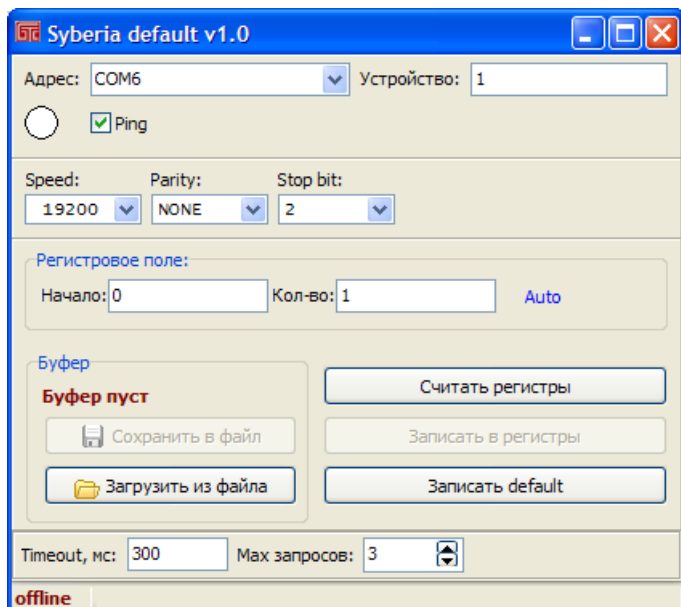 Syberia default v1.0
Адрес: COM6 Устройство: 1
Ping
Speed: Parity: Stop bit:
19200 NONE 2
Регистровое поле:
Начало: 0 Кол-во: 1 Auto
Буфер
Буфер пуст
Считать регистры
Сохранить в файл Записать в регистры
Загрузить из файла Записать default
Timeout, мс: 300 Max запросов: 3
offline